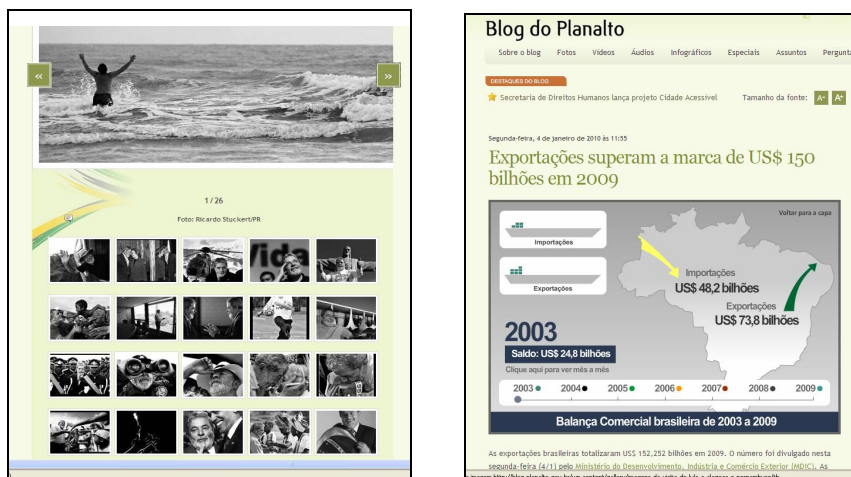 «
»
1 / 26
Foto: Ricardo Stuckert/PR
Vida
Blog do Planalto
Sobre o blog Fotos Vídeos Áudios Infográficos Especiais Assuntos Pergunt
DESTAQUES DO BLOG
Secretaria de Direitos Humanos lança projeto Cidade Acessível Tamanho da fonte: A- A+
Segunda-feira, 4 de janeiro de 2010 às 11:55
Exportações superam a marca de US$ 150
bilhões em 2009
Voltar para a capa
Importações
Exportações
Importações
US$ 48,2 bilhões
Exportações
US$ 73,8 bilhões
2003
Saldo: US$ 24,8 bilhões
Clique aqui para ver mês a mês
2003 2004 2005 2006 2007 2008 2009
Balança Comercial brasileira de 2003 a 2009
As exportações brasileiras totalizaram US$ 152,252 bilhões em 2009. O número foi divulgado nesta
segunda-feira (4/1) pelo Ministério do Desenvolvimento, Indústria e Comércio Exterior (MDIC). As